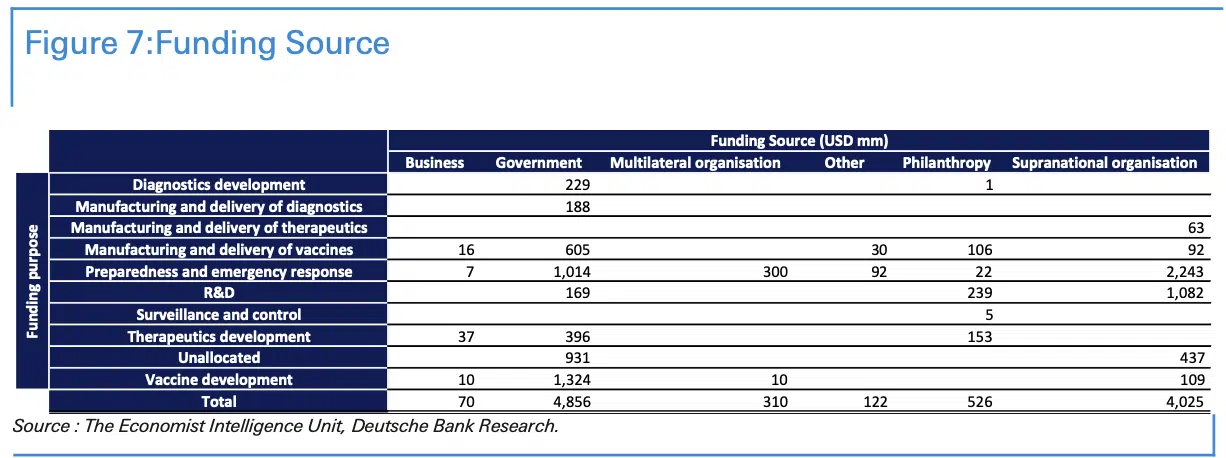 Figure 7:Funding Source
Funding Source (USD mm)
Business Government Multilateral organisation Other Philanthropy Supranational organisation
Funding purpose
Diagnostics development 229 1
Manufacturing and delivery of diagnostics 188
Manufacturing and delivery of therapeutics 63
Manufacturing and delivery of vaccines 16 605 30 106 92
Preparedness and emergency response 7 1,014 300 92 22 2,243
R&D 169 239 1,082
Surveillance and control 5
Therapeutics development 37 396 153
Unallocated 931 437
Vaccine development 10 1,324 10 109
Total 70 4,856 310 122 526 4,025
Source : The Economist Intelligence Unit, Deutsche Bank Research.